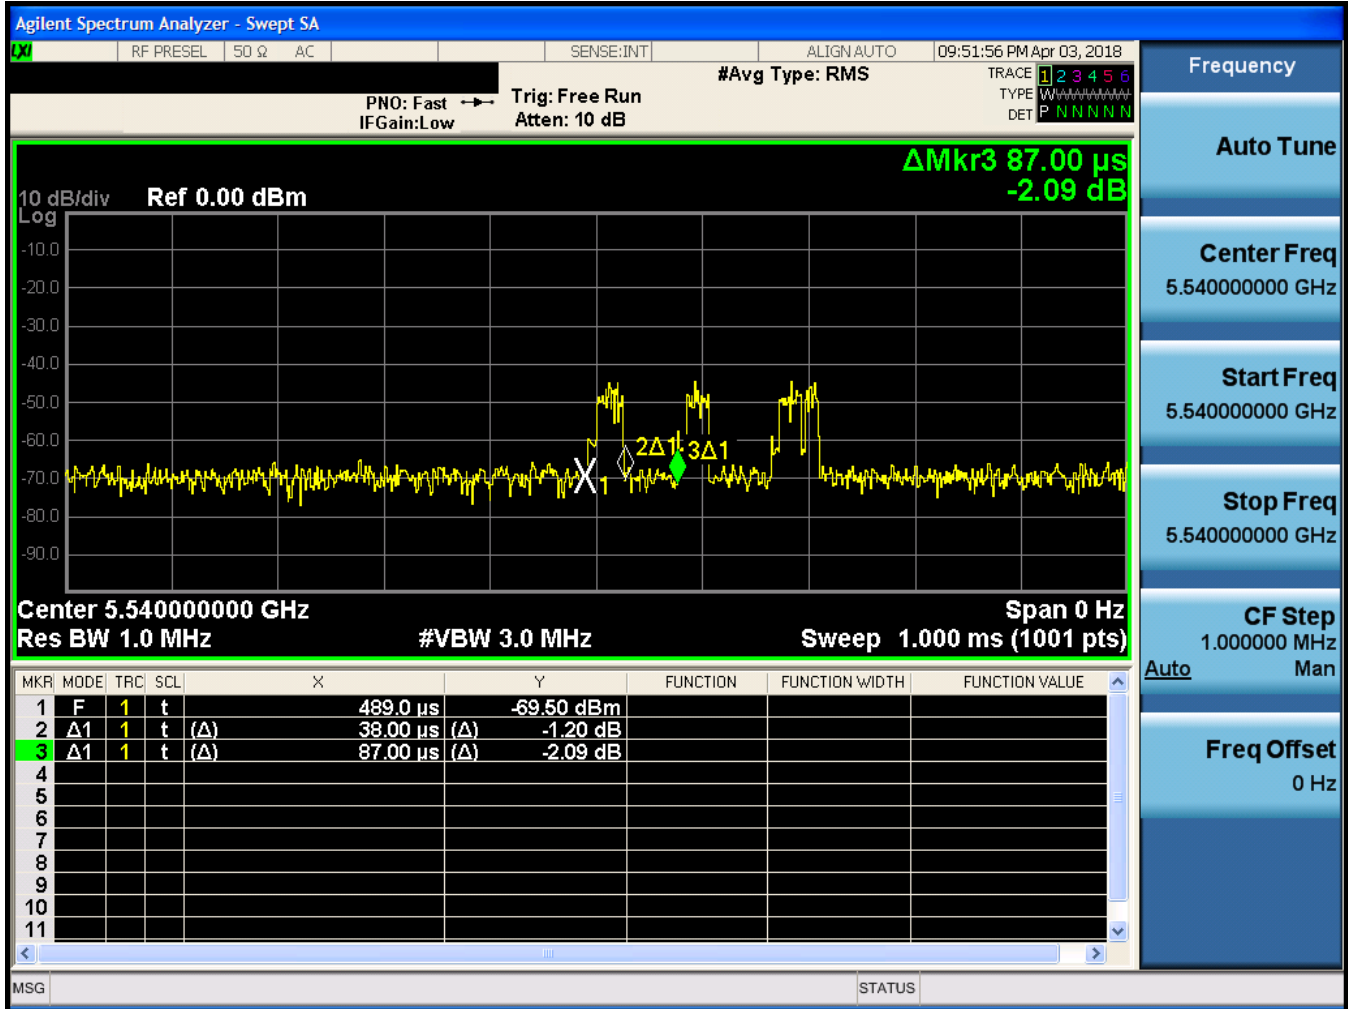 Agilent Spectrum Analyzer - Swept SA
LXI RF PRESEL 50 Ω AC SENSE:INT ALIGN AUTO 09:51:56 PM Apr 03, 2018
#Avg Type: RMS
TRACE 1 2 3 4 5 6
TYPE WWWWWW
DET P N N N N N
PNO: Fast Trig: Free Run
IFGain:Low Atten: 10 dB
ΔMkr3 87.00 µs
-2.09 dB
10 dB/div Ref 0.00 dBm
Log
-10.0
-20.0
-30.0
-40.0
-50.0
-60.0
-70.0
-80.0
-90.0
2Δ1 3Δ1
1
Center 5.540000000 GHz Span 0 Hz
Res BW 1.0 MHz #VBW 3.0 MHz Sweep 1.000 ms (1001 pts)
MKR MODE TRC SCL X Y FUNCTION FUNCTION WIDTH FUNCTION VALUE
1 F 1 t 489.0 µs -69.50 dBm
2 Δ1 1 t (Δ) 38.00 µs (Δ) -1.20 dB
3 Δ1 1 t (Δ) 87.00 µs (Δ) -2.09 dB
4
5
6
7
8
9
10
11
MSG STATUS
Frequency
Auto Tune
Center Freq
5.540000000 GHz
Start Freq
5.540000000 GHz
Stop Freq
5.540000000 GHz
CF Step
1.000000 MHz
Auto Man
Freq Offset
0 Hz